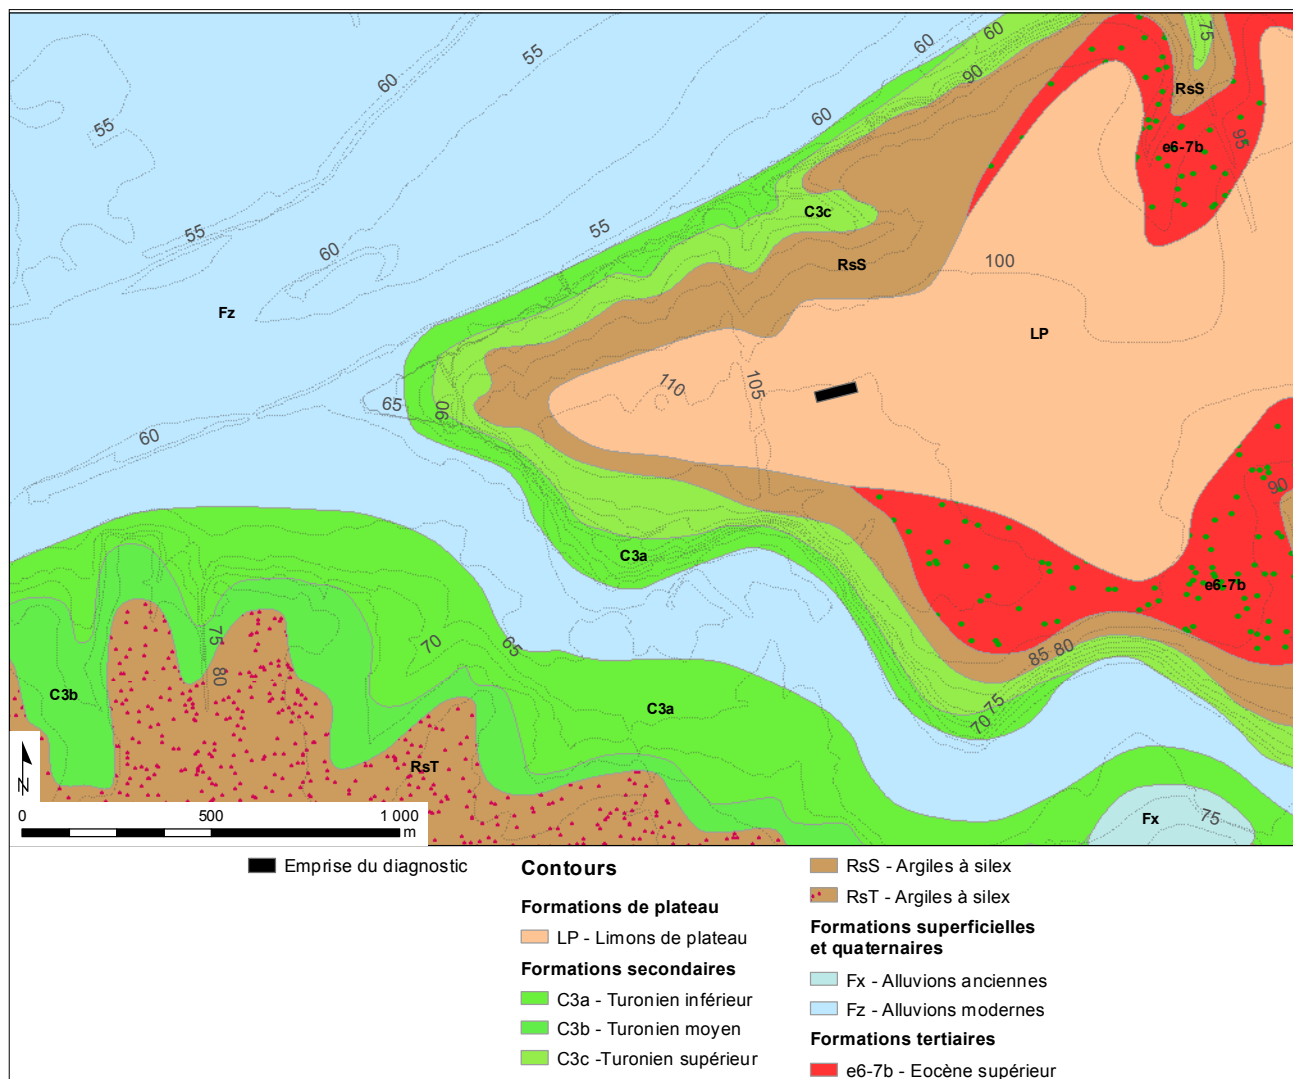 60
75
55
60
90
60
RsS
60
55
e6-7b
95
C3c
55
55
60
RsS
100
Fz
LP
110
105
65
90
60
90
C3a
e6-7b
75
70
65
85
80
80
C3b
75
C3a
70
RsT
Fx
75
N
0
500
1 000
m
Emprise du diagnostic
Contours
Formations de plateau
LP - Limons de plateau
Formations secondaires
C3a - Turonien inférieur
C3b - Turonien moyen
C3c -Turonien supérieur
RsS - Argiles à silex
RsT - Argiles à silex
Formations superficielles
et quaternaires
Fx - Alluvions anciennes
Fz - Alluvions modernes
Formations tertiaires
e6-7b - Eocène supérieur